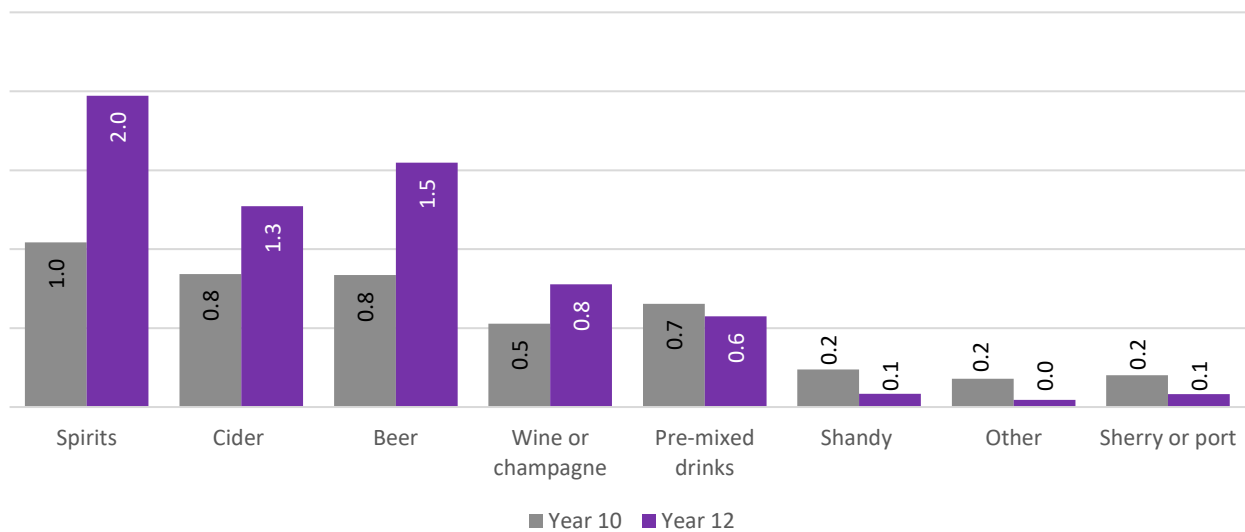 2.0
1.0
1.3
0.8
1.5
0.8
0.8
0.5
0.7
0.6
0.2
0.1
0.2
0.0
0.2
0.1
Spirits
Cider
Beer
Wine or
champagne
Pre-mixed
drinks
Shandy
Other
Sherry or port
Year 10
Year 12